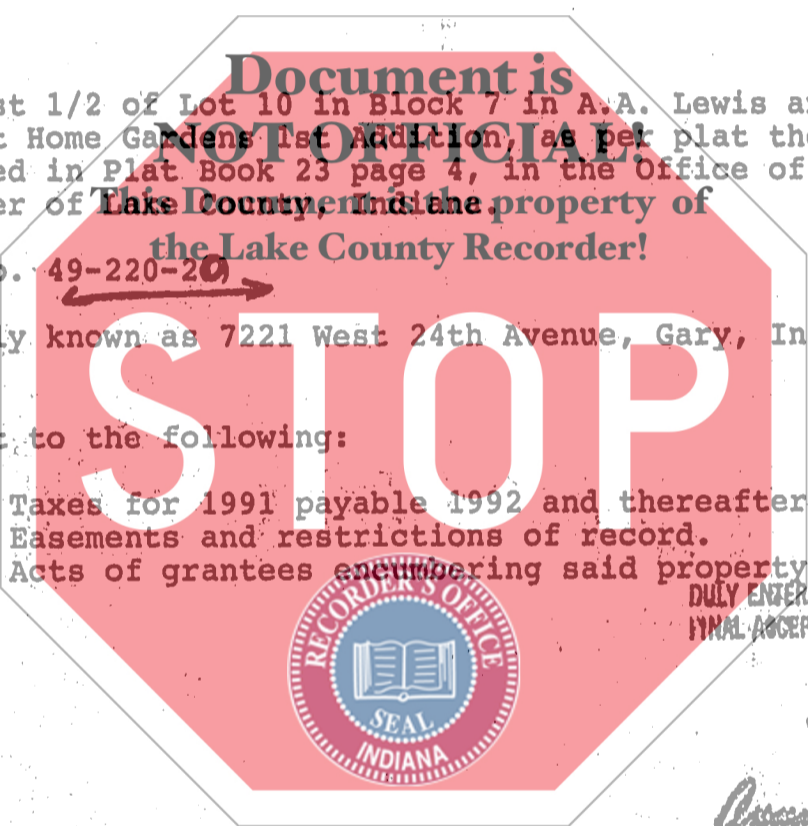 Document is
st 1/2 of Lot 10 in Block 7 in A.A. Lewis a
t Home Gardens 1st Addition, as per plat the
NOT OFFICIAL!
ed in Plat Book 23 page 4, in the Office of
er of Lake County, Indiana.
This Document is the property of
the Lake County Recorder!
o. 49-220-20
ly known as 7221 West 24th Avenue, Gary, In
STOP
t to the following:
Taxes for 1991 payable 1992 and thereafter
Easements and restrictions of record.
Acts of grantees encumbering said property
DULY ENTER
FINAL ACCEP
RECORDER'S OFFICE
SEAL
INDIANA